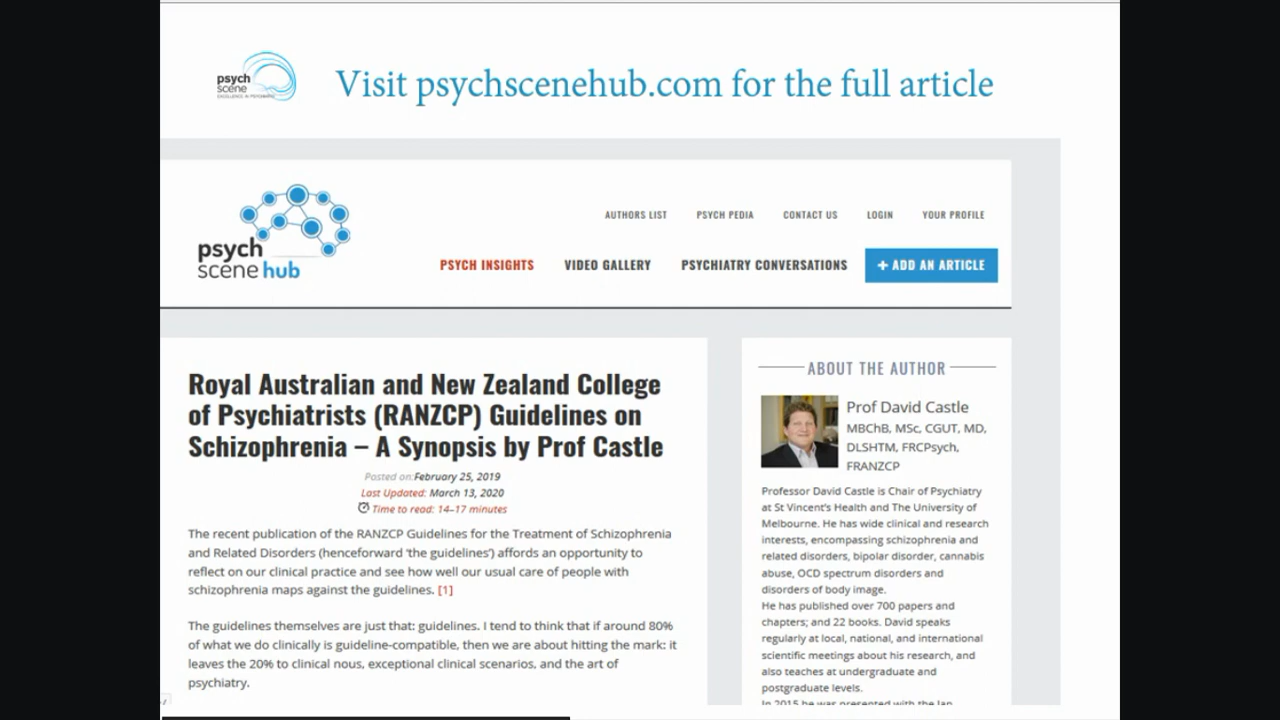 psych
scene
EXCELLENCE IN PSYCHIATRY
Visit psychscenehub.com for the full article
psych
scene hub
AUTHORS LIST PSYCH PEDIA CONTACT US LOGIN YOUR PROFILE
PSYCH INSIGHTS VIDEO GALLERY PSYCHIATRY CONVERSATIONS + ADD AN ARTICLE
Royal Australian and New Zealand College
of Psychiatrists (RANZCP) Guidelines on
Schizophrenia – A Synopsis by Prof Castle
Posted on:February 25, 2019
Last Updated: March 13, 2020
Time to read: 14–17 minutes
The recent publication of the RANZCP Guidelines for the Treatment of Schizophrenia
and Related Disorders (henceforward ‘the guidelines’) affords an opportunity to
reflect on our clinical practice and see how well our usual care of people with
schizophrenia maps against the guidelines. [1]
The guidelines themselves are just that: guidelines. I tend to think that if around 80%
of what we do clinically is guideline-compatible, then we are about hitting the mark: it
leaves the 20% to clinical nous, exceptional clinical scenarios, and the art of
psychiatry.
ABOUT THE AUTHOR
Prof David Castle
MBChB, MSc, CGUT, MD,
DLSHTM, FRCPsych,
FRANZCP
Professor David Castle is Chair of Psychiatry
at St Vincent's Health and The University of
Melbourne. He has wide clinical and research
interests, encompassing schizophrenia and
related disorders, bipolar disorder, cannabis
abuse, OCD spectrum disorders and
disorders of body image.
He has published over 700 papers and
chapters; and 22 books. David speaks
regularly at local, national, and international
scientific meetings about his research, and
also teaches at undergraduate and
postgraduate levels.
In 2015 he was presented with the Ian